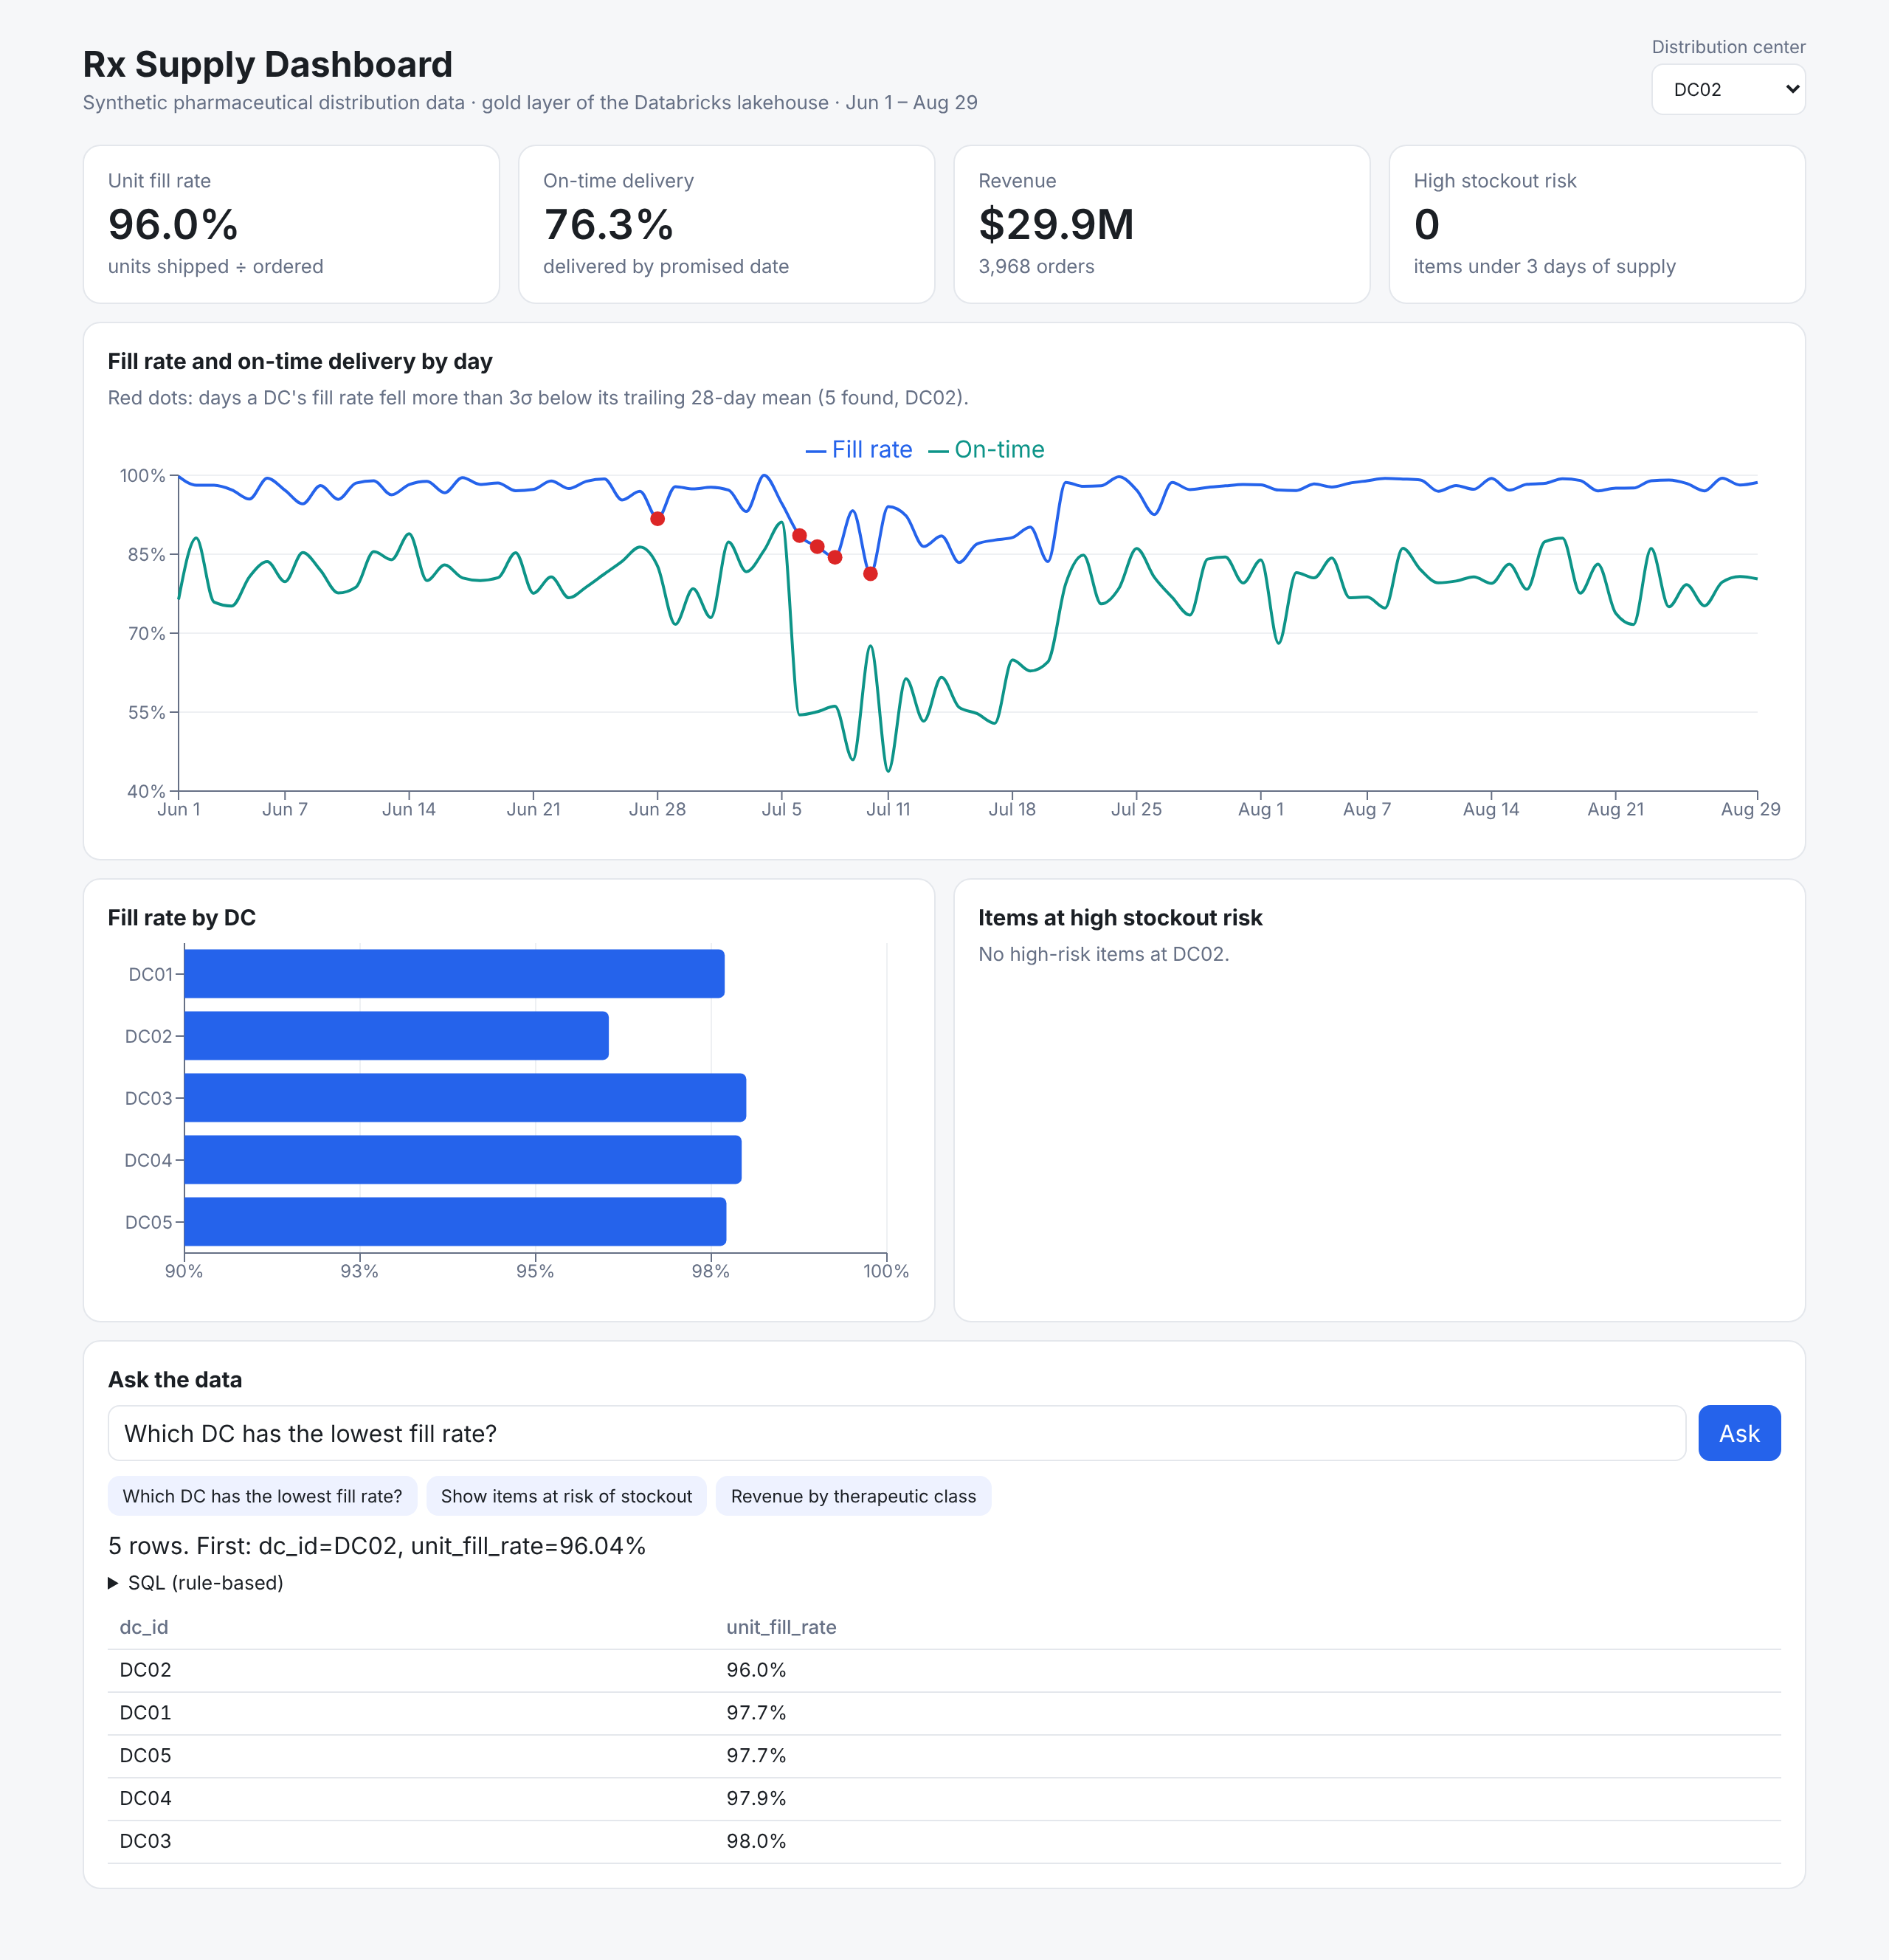 Rx Supply Dashboard
Synthetic pharmaceutical distribution data · gold layer of the Databricks lakehouse · Jun 1 – Aug 29
Distribution center
DC02
Unit fill rate
96.0%
units shipped ÷ ordered
On-time delivery
76.3%
delivered by promised date
Revenue
$29.9M
3,968 orders
High stockout risk
0
items under 3 days of supply
Fill rate and on-time delivery by day
Red dots: days a DC's fill rate fell more than 3σ below its trailing 28-day mean (5 found, DC02).
Fill rate On-time
100%
85%
70%
55%
40%
Jun 1 Jun 7 Jun 14 Jun 21 Jun 28 Jul 5 Jul 11 Jul 18 Jul 25 Aug 1 Aug 7 Aug 14 Aug 21 Aug 29
Fill rate by DC
DC01
DC02
DC03
DC04
DC05
90% 93% 95% 98% 100%
Items at high stockout risk
No high-risk items at DC02.
Ask the data
Which DC has the lowest fill rate?
Ask
Which DC has the lowest fill rate? Show items at risk of stockout Revenue by therapeutic class
5 rows. First: dc_id=DC02, unit_fill_rate=96.04%
SQL (rule-based)
dc_id unit_fill_rate
DC02 96.0%
DC01 97.7%
DC05 97.7%
DC04 97.9%
DC03 98.0%